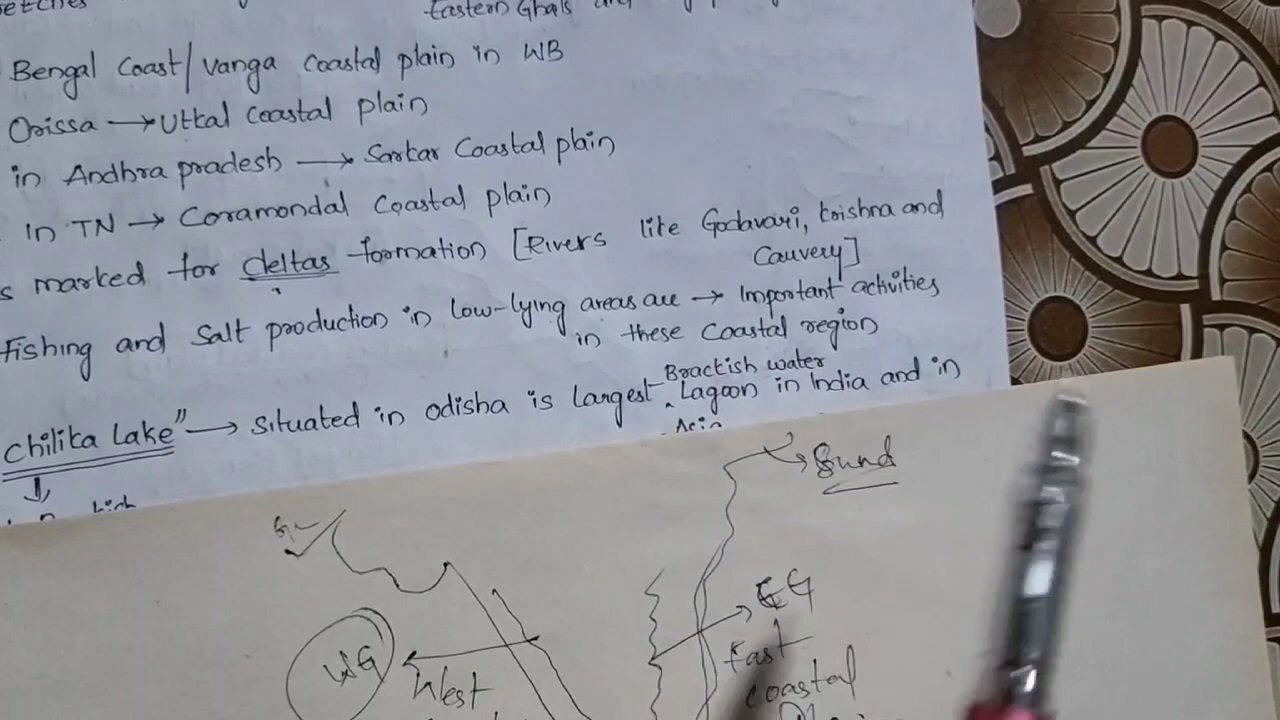 Eastern Ghats
Bengal Coast/Vanga Coastal plain in WB
Orissa → Utkal Coastal plain
in Andhra pradesh → Sarkar Coastal plain
In TN → Coramondal Coastal plain
s marked for deltas formation [Rivers like Godavari, krishna and
Cauvery]
Fishing and Salt production in low-lying areas are → Important activities
in these Coastal region
Brackish water
Chilika Lake" → situated in odisha is largest Lagoon in India and in
Sund
EG
WG
West
East
coastal